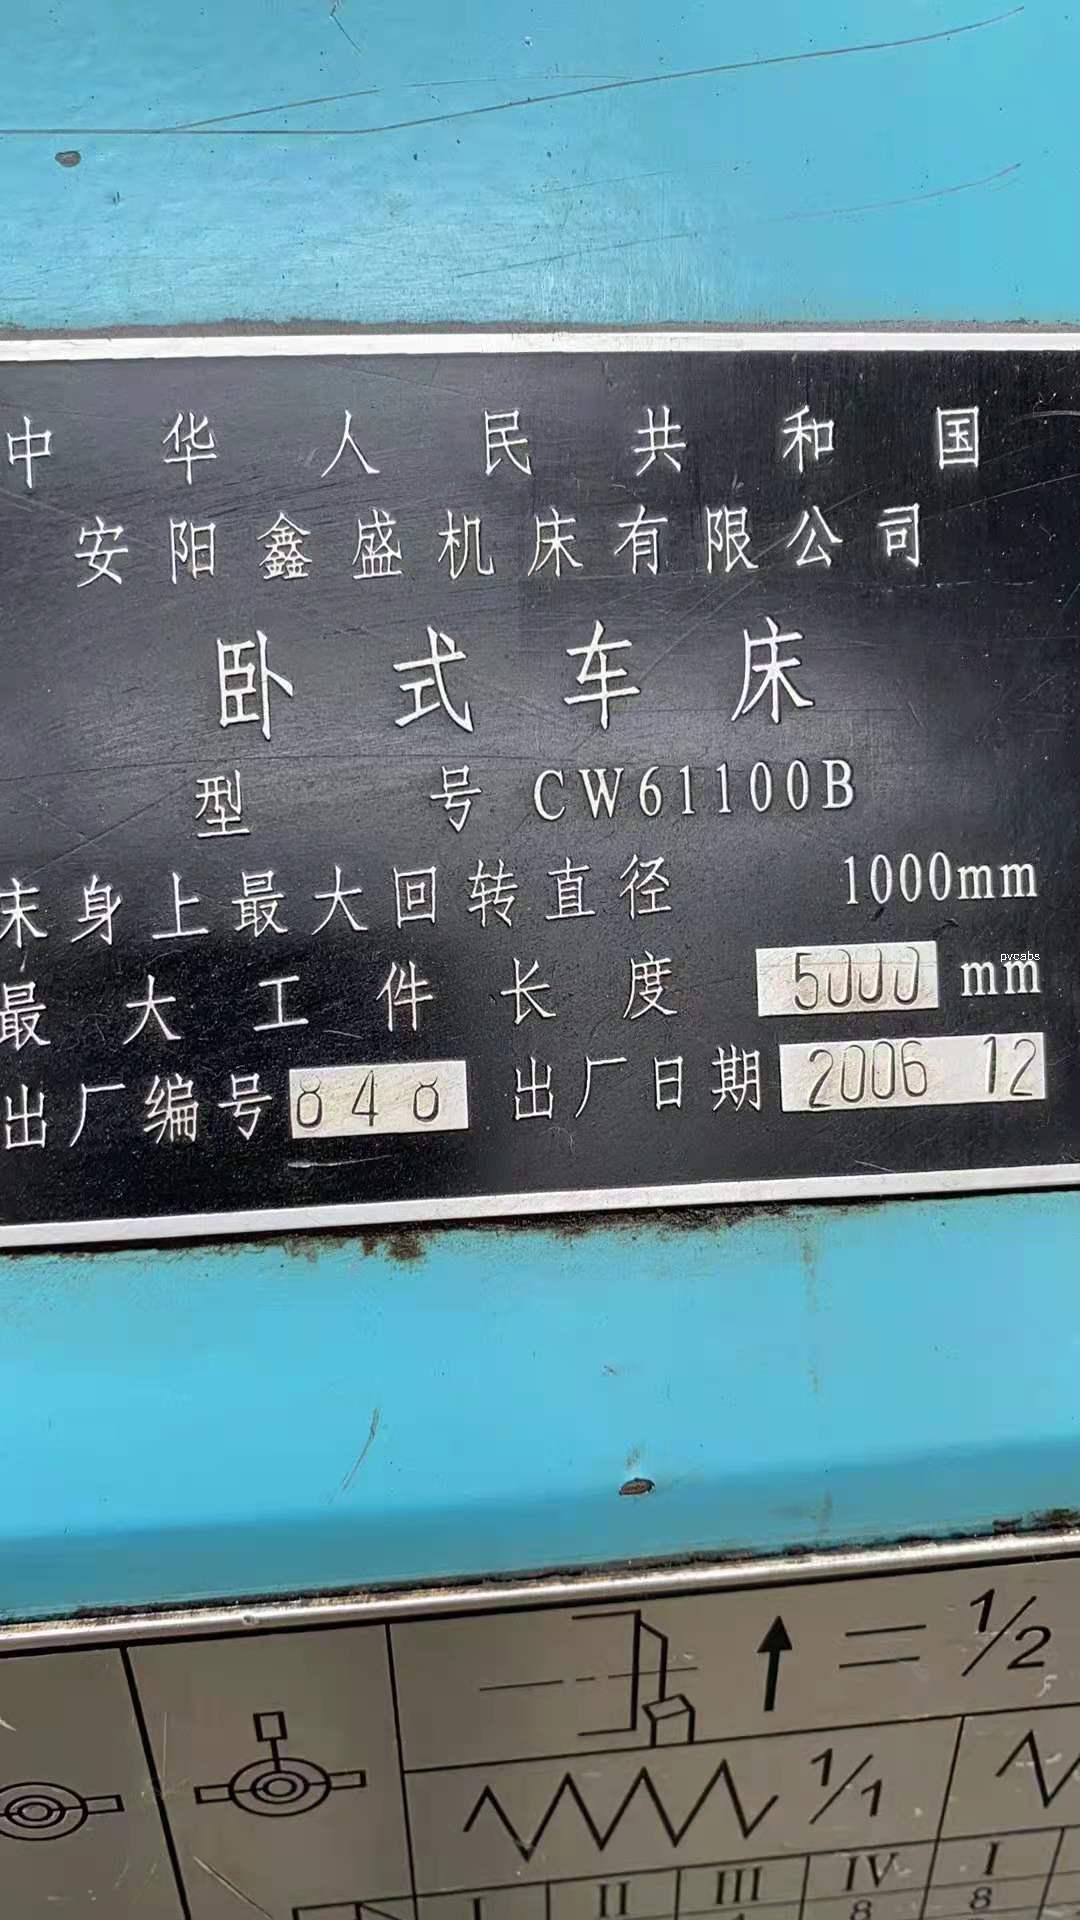 中华人民共和国
安阳鑫盛机床有限公司
卧式车床
型号 CW61100B
床身上最大回转直径 1000mm
最大工件长度 5000 mm
pvcabs
出厂编号 848 出厂日期 2006 12
= 1/2
1/1
I II III IV I
8 8